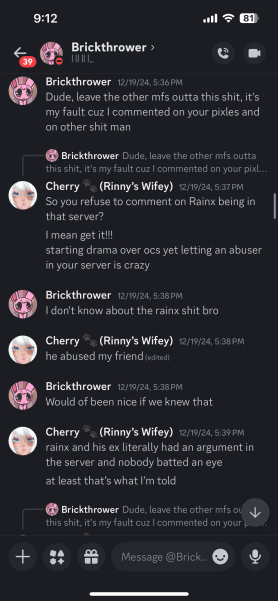 9:12
81
39
Brickthrower
Brickthrower 12/19/24, 5:36 PM
Dude, leave the other mfs outta this shit, it's
my fault cuz I commented on your pixles and
on other shit man
Brickthrower Dude, leave the other mfs outta
this shit, it's my fault cuz I commented on your pixl...
Cherry (Rinny's Wifey) 12/19/24, 5:37 PM
So you refuse to comment on Rainx being in
that server?
I mean get it!!!
starting drama over ocs yet letting an abuser
in your server is crazy
Brickthrower 12/19/24, 5:38 PM
I don't know about the rainx shit bro
Cherry (Rinny's Wifey) 12/19/24, 5:38 PM
he abused my friend (edited)
Brickthrower 12/19/24, 5:38 PM
Would of been nice if we knew that
Cherry (Rinny's Wifey) 12/19/24, 5:39 PM
rainx and his ex literally had an argument in
the server and nobody batted an eye
at least that's what I'm told
Brickthrower Dude, leave the other mfs ou
this shit, it's my fault cuz I commented on your
Message @Brick..